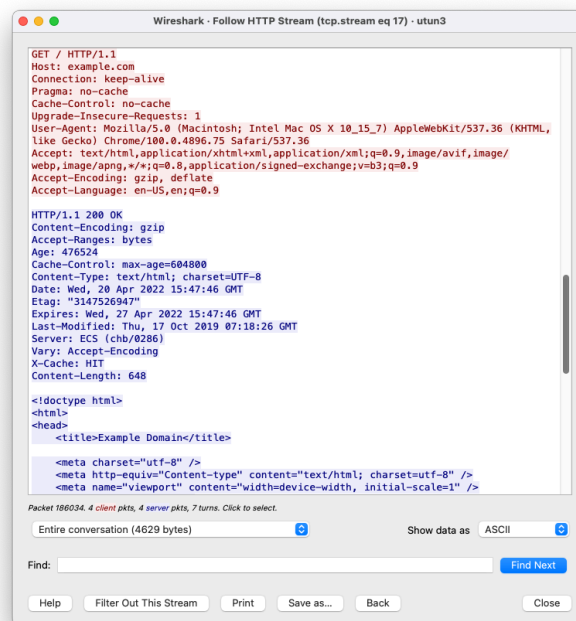 Wireshark · Follow HTTP Stream (tcp.stream eq 17) · utun3
GET / HTTP/1.1
Host: example.com
Connection: keep-alive
Pragma: no-cache
Cache-Control: no-cache
Upgrade-Insecure-Requests: 1
User-Agent: Mozilla/5.0 (Macintosh; Intel Mac OS X 10_15_7) AppleWebKit/537.36 (KHTML,
like Gecko) Chrome/100.0.4896.75 Safari/537.36
Accept: text/html,application/xhtml+xml,application/xml;q=0.9,image/avif,image/
webp,image/apng,*/*;q=0.8,application/signed-exchange;v=b3;q=0.9
Accept-Encoding: gzip, deflate
Accept-Language: en-US,en;q=0.9
HTTP/1.1 200 OK
Content-Encoding: gzip
Accept-Ranges: bytes
Age: 476524
Cache-Control: max-age=604800
Content-Type: text/html; charset=UTF-8
Date: Wed, 20 Apr 2022 15:47:46 GMT
Etag: "3147526947"
Expires: Wed, 27 Apr 2022 15:47:46 GMT
Last-Modified: Thu, 17 Oct 2019 07:18:26 GMT
Server: ECS (chb/0286)
Vary: Accept-Encoding
X-Cache: HIT
Content-Length: 648
<!doctype html>
<html>
<head>
    <title>Example Domain</title>
    <meta charset="utf-8" />
    <meta http-equiv="Content-type" content="text/html; charset=utf-8" />
    <meta name="viewport" content="width=device-width, initial-scale=1" />
Packet 186034. 4 client pkts, 4 server pkts, 7 turns. Click to select.
Entire conversation (4629 bytes) Show data as ASCII
Find: Find Next
Help Filter Out This Stream Print Save as... Back Close